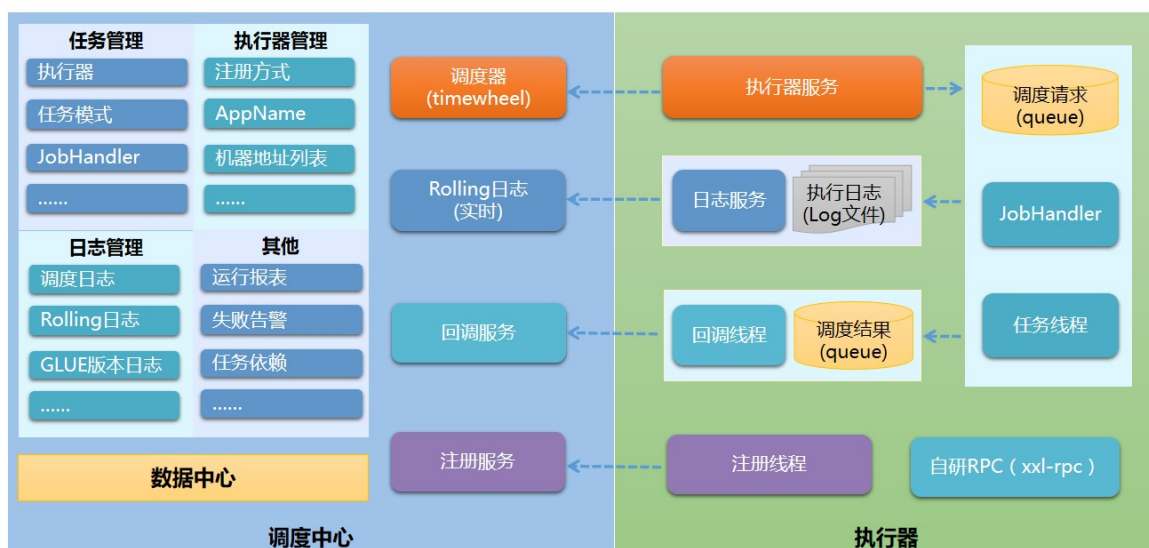 任务管理
执行器
任务模式
JobHandler
......
执行器管理
注册方式
AppName
机器地址列表
......
日志管理
调度日志
Rolling日志
GLUE版本日志
......
其他
运行报表
失败告警
任务依赖
......
数据中心
调度器
(timewheel)
Rolling日志
(实时)
回调服务
注册服务
调度中心
执行器服务
调度请求
(queue)
日志服务
执行日志
(Log文件)
JobHandler
回调线程
调度结果
(queue)
任务线程
注册线程
自研RPC（xxl-rpc）
执行器